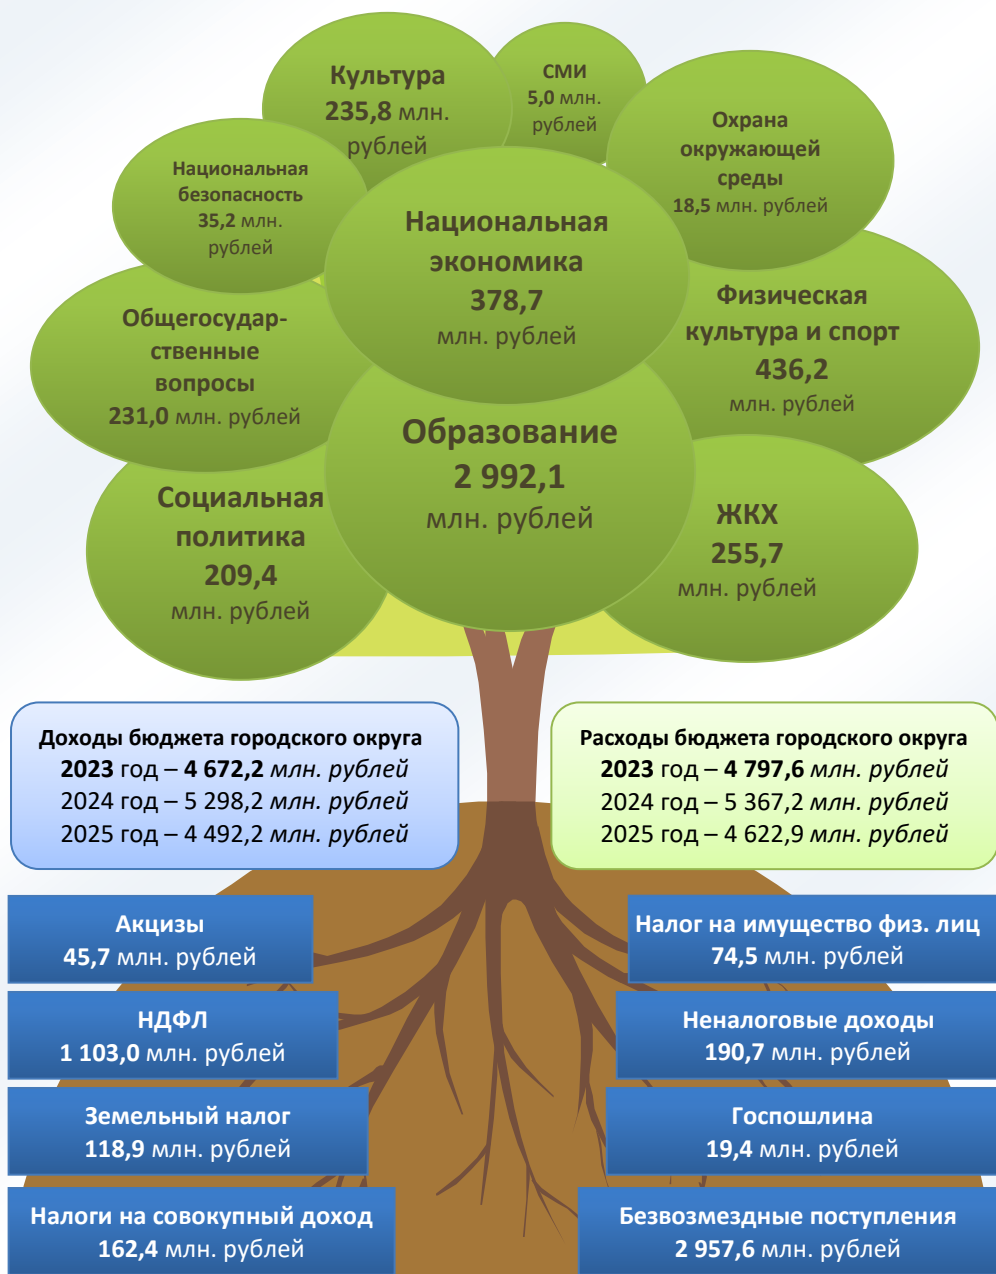 Культура
235,8 млн.
рублей
СМИ
5,0 млн.
рублей
Охрана
окружающей
среды
18,5 млн. рублей
Национальная
безопасность
35,2 млн.
рублей
Национальная
экономика
378,7
млн. рублей
Физическая
культура и спорт
436,2
млн. рублей
Общегосудар-
ственные
вопросы
231,0 млн. рублей
Образование
2 992,1
млн. рублей
Социальная
политика
209,4
млн. рублей
ЖКХ
255,7
млн. рублей
Доходы бюджета городского округа
2023 год – 4 672,2 млн. рублей
2024 год – 5 298,2 млн. рублей
2025 год – 4 492,2 млн. рублей
Расходы бюджета городского округа
2023 год – 4 797,6 млн. рублей
2024 год – 5 367,2 млн. рублей
2025 год – 4 622,9 млн. рублей
Акцизы
45,7 млн. рублей
НДФЛ
1 103,0 млн. рублей
Земельный налог
118,9 млн. рублей
Налоги на совокупный доход
162,4 млн. рублей
Налог на имущество физ. лиц
74,5 млн. рублей
Неналоговые доходы
190,7 млн. рублей
Госпошлина
19,4 млн. рублей
Безвозмездные поступления
2 957,6 млн. рублей